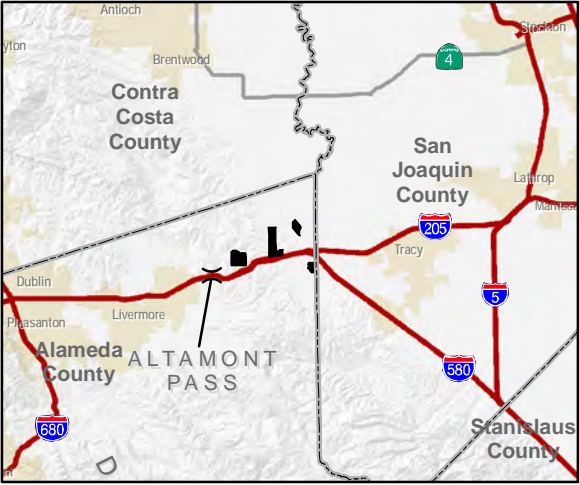 Antioch
Stockton
Brentwood
4
Contra
Costa
County
San
Joaquin
County
Lathrop
205
Tracy
Dublin
5
Livermore
Pleasanton
Alameda
County
ALTAMONT
PASS
580
680
Stanislaus
County
D